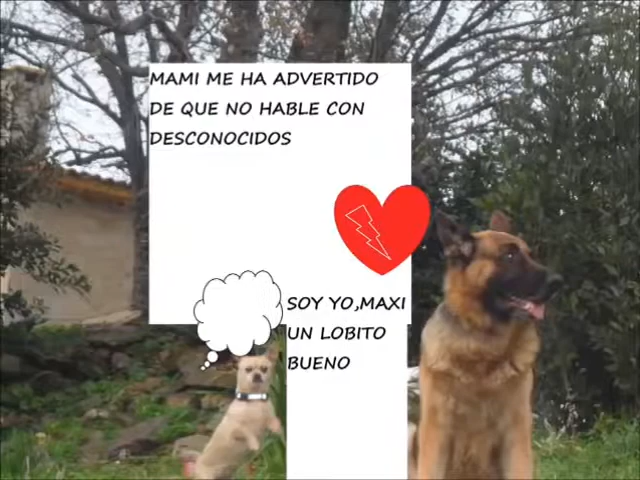 MAMI ME HA ADVERTIDO
DE QUE NO HABLE CON
DESCONOCIDOS
SOY YO,MAXI
UN LOBITO
BUENO